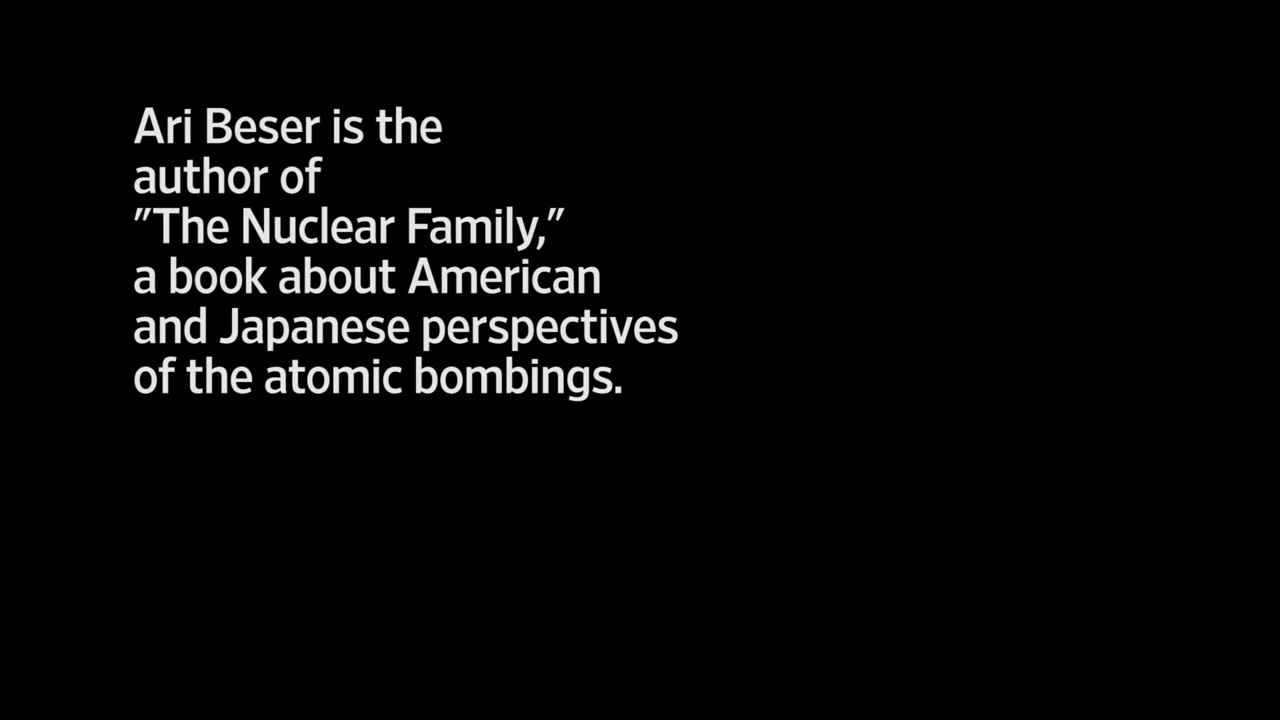 Ari Beser is the
author of
"The Nuclear Family,"
a book about American
and Japanese perspectives
of the atomic bombings.